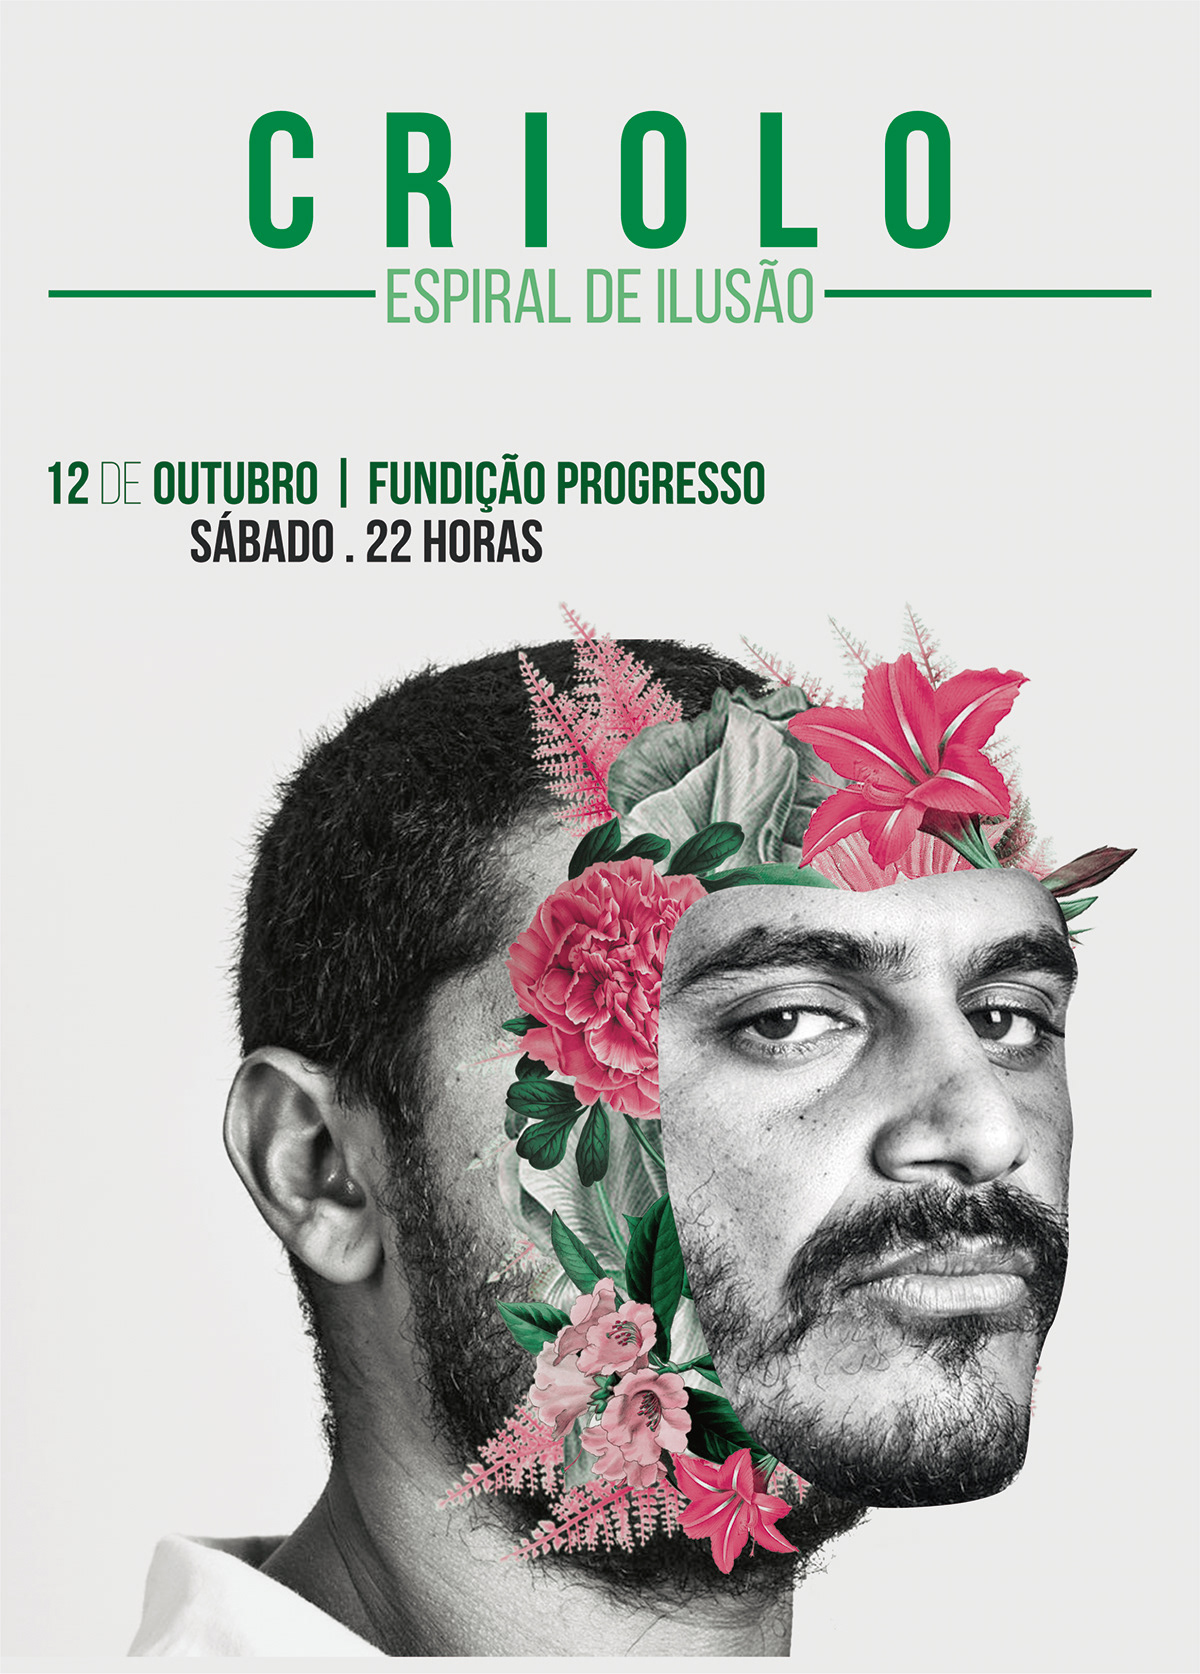 CRIOLO
ESPIRAL DE ILUSÃO
12 DE OUTUBRO | FUNDIÇÃO PROGRESSO
SÁBADO . 22 HORAS